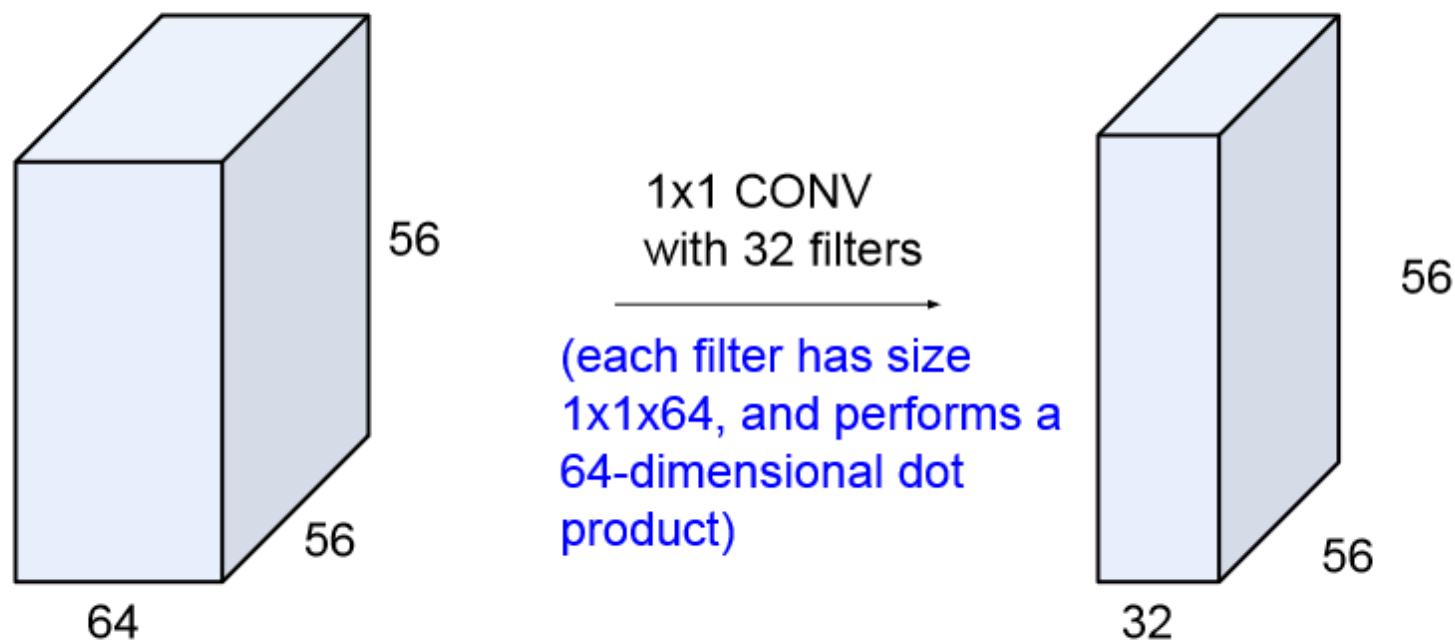 56
56
64
1x1 CONV
with 32 filters
(each filter has size
1x1x64, and performs a
64-dimensional dot
product)
56
56
32